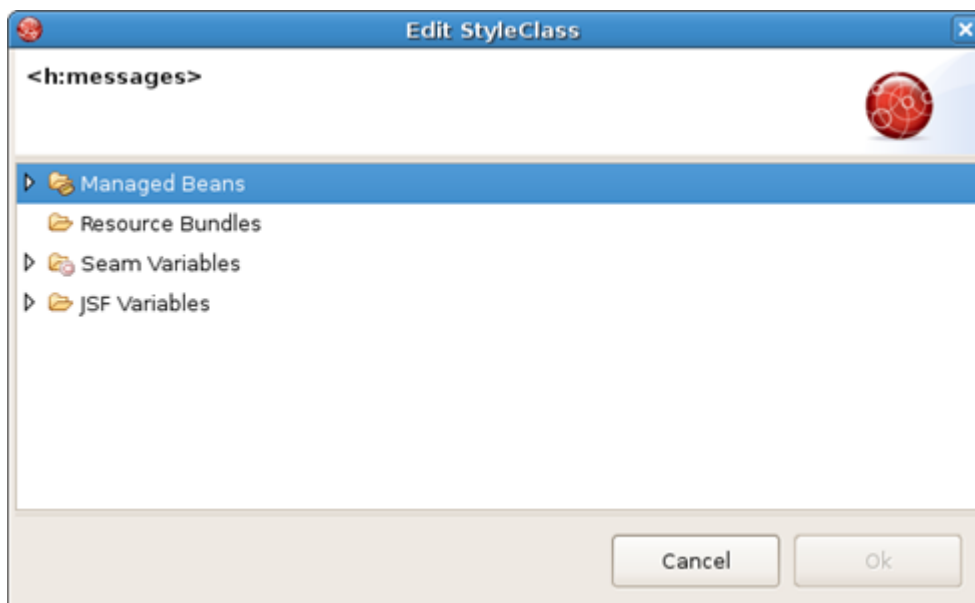 Edit StyleClass
<h:messages>
Managed Beans
Resource Bundles
Seam Variables
JSF Variables
Cancel
Ok